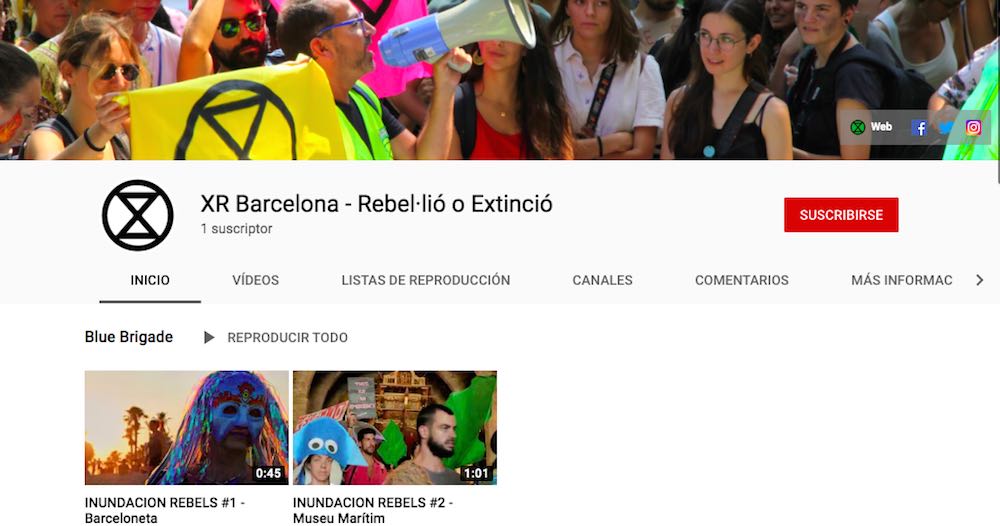 Web
XR Barcelona - Rebel·lió o Extinció
1 suscriptor
SUSCRIBIRSE
INICIO
VÍDEOS
LISTAS DE REPRODUCCIÓN
CANALES
COMENTARIOS
MÁS INFORMAC
Blue Brigade
REPRODUCIR TODO
0:45
1:01
INUNDACION REBELS #1 -
Barceloneta
INUNDACION REBELS #2 -
Museu Marítim